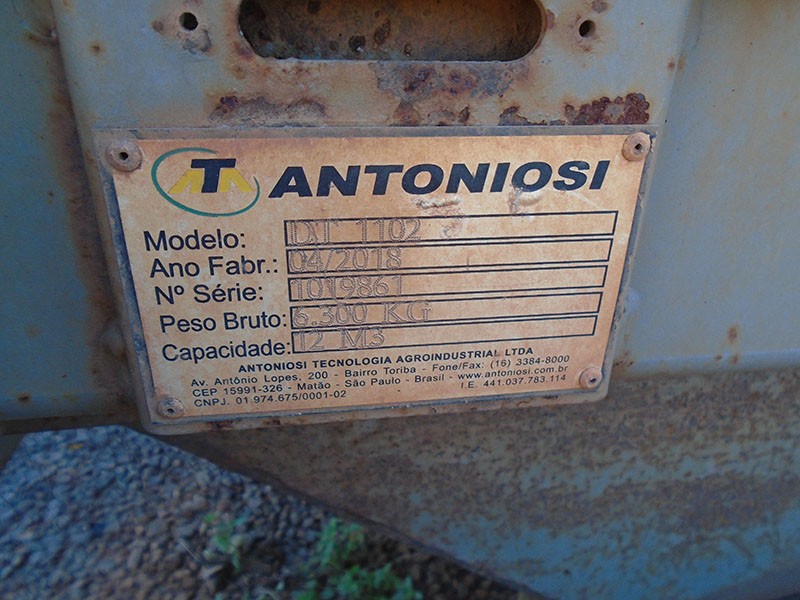 ANTONIOSI
Modelo: DT 1102
Ano Fabr.: 04/2018
Nº Série: 1019861
Peso Bruto: 6.300 KG
Capacidade: 12 M3
ANTONIOSI TECNOLOGIA AGROINDUSTRIAL LTDA
Av. Antônio Lopes, 200 - Bairro Toriba - Fone/Fax: (16) 3384-8000
CEP 15991-326 - Matão - São Paulo - Brasil - www.antoniosi.com.br
CNPJ. 01.974.675/0001-02 I.E. 441.037.783.114